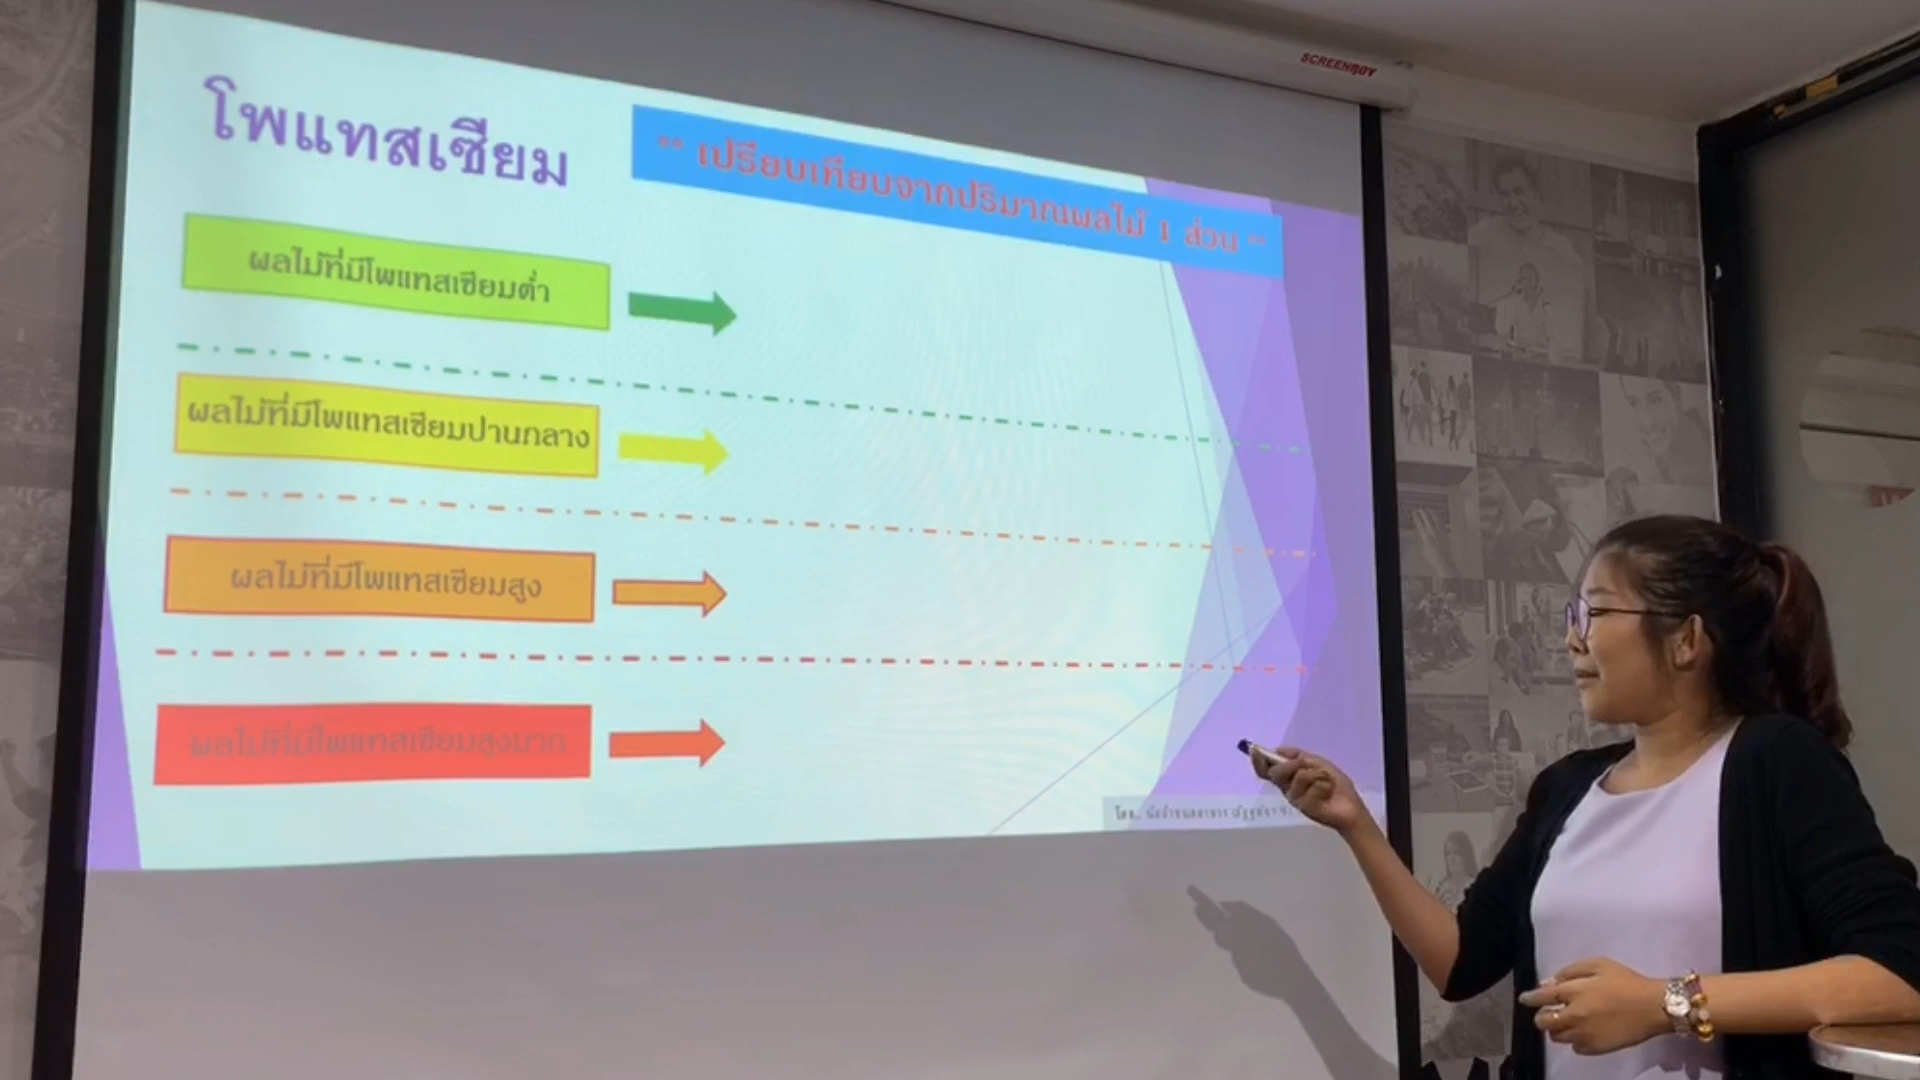 SCREENBOY
โพแทสเซียม
** เปรียบเทียบจากปริมาณผลไม้ 1 ส่วน **
ผลไม้ที่มีโพแทสเซียมต่ำ
ผลไม้ที่มีโพแทสเซียมปานกลาง
ผลไม้ที่มีโพแทสเซียมสูง
ผลไม้ที่มีโพแทสเซียมสูงมาก